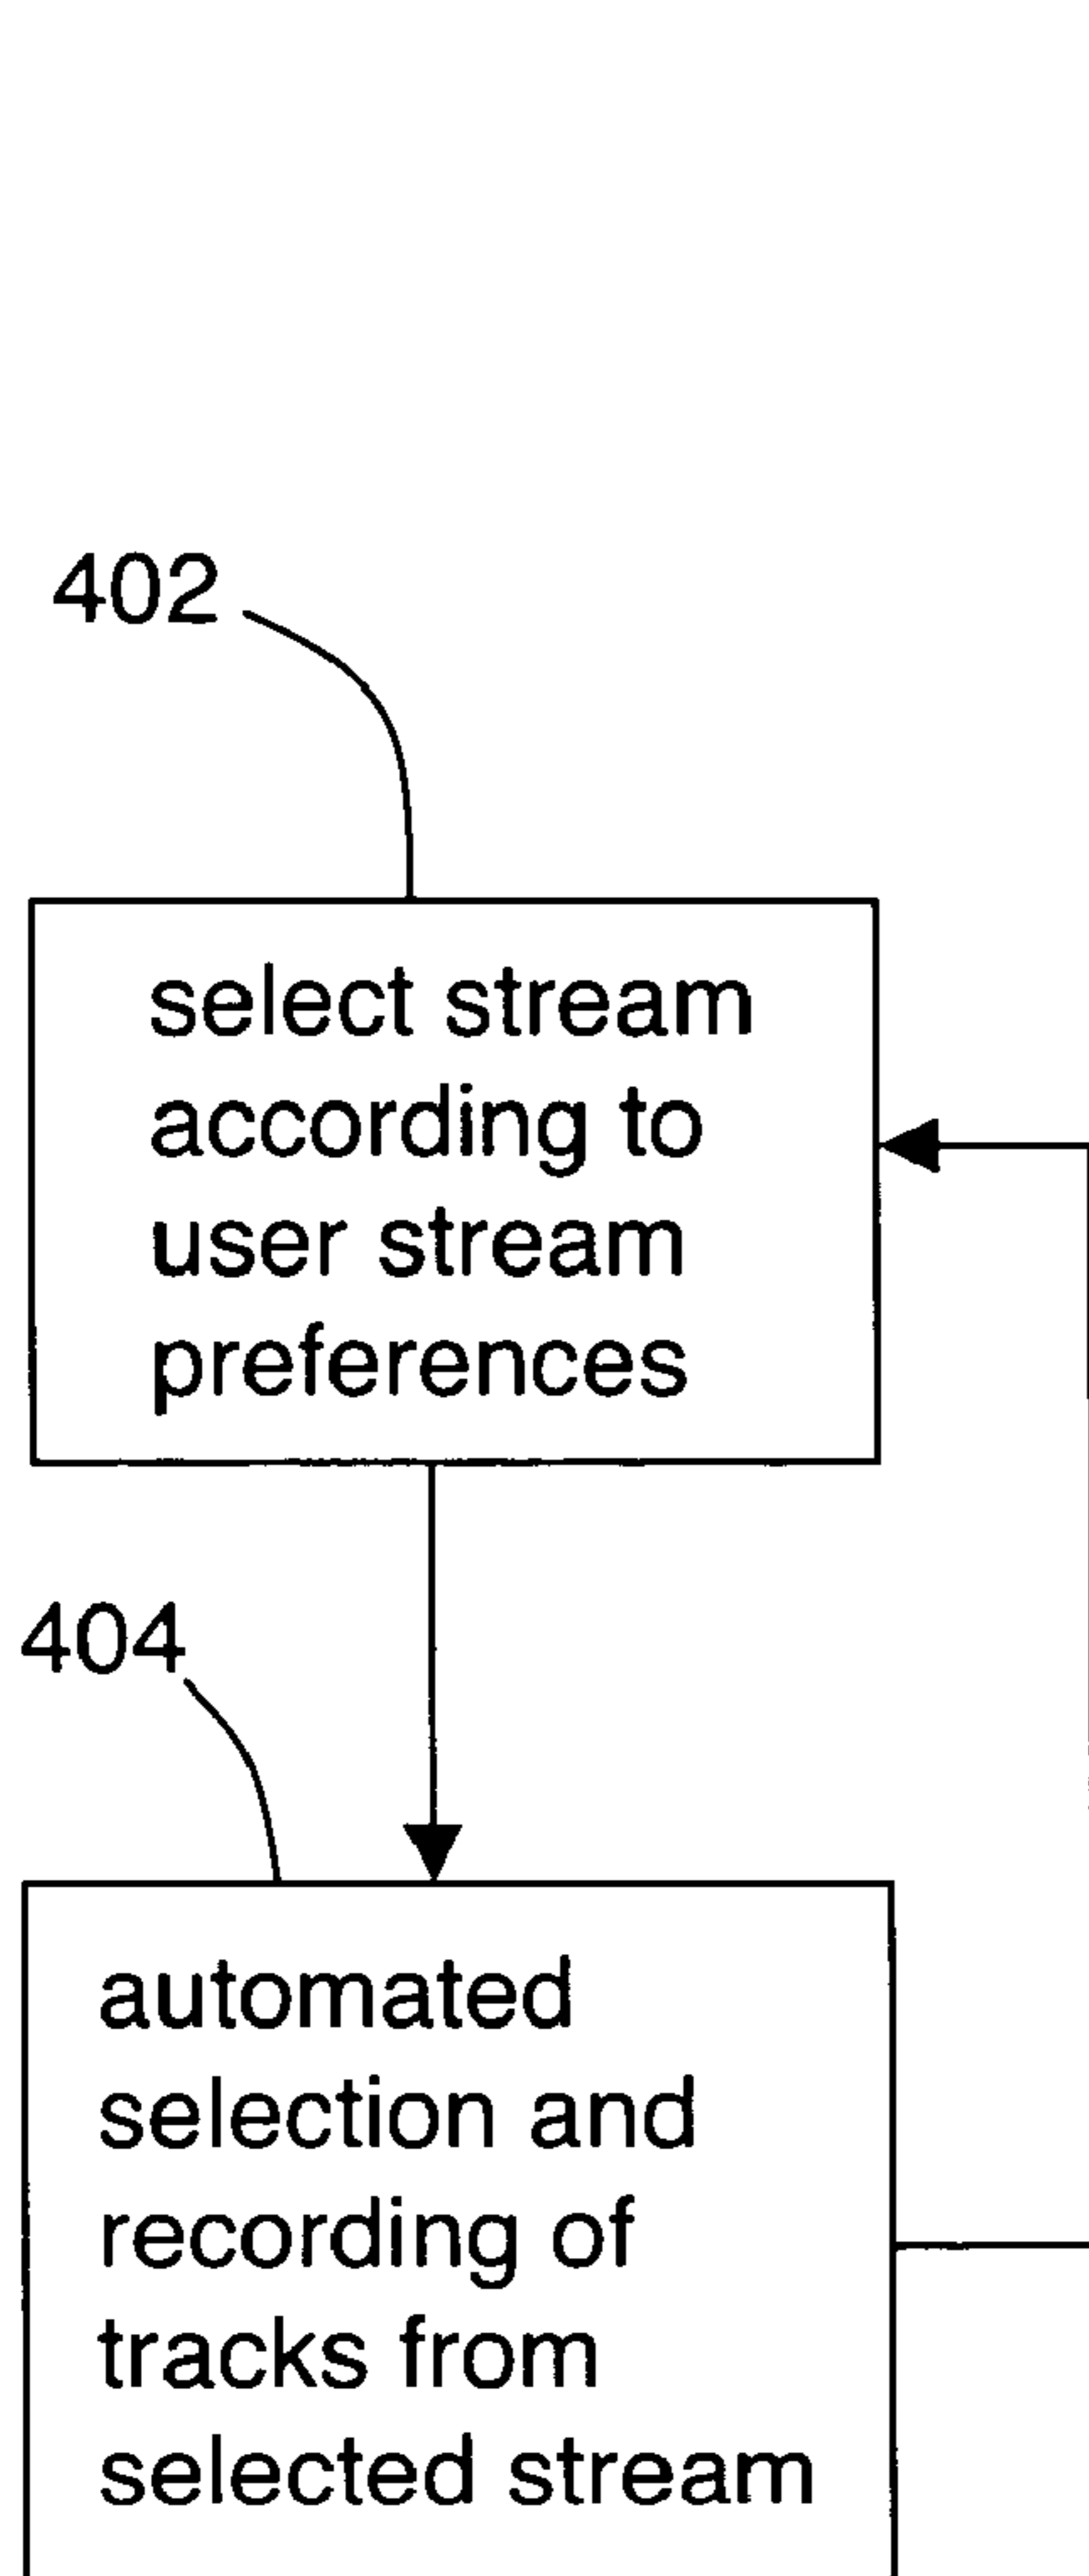 402
select stream
according to
user stream
preferences
404
automated
selection and
recording of
tracks from
selected stream